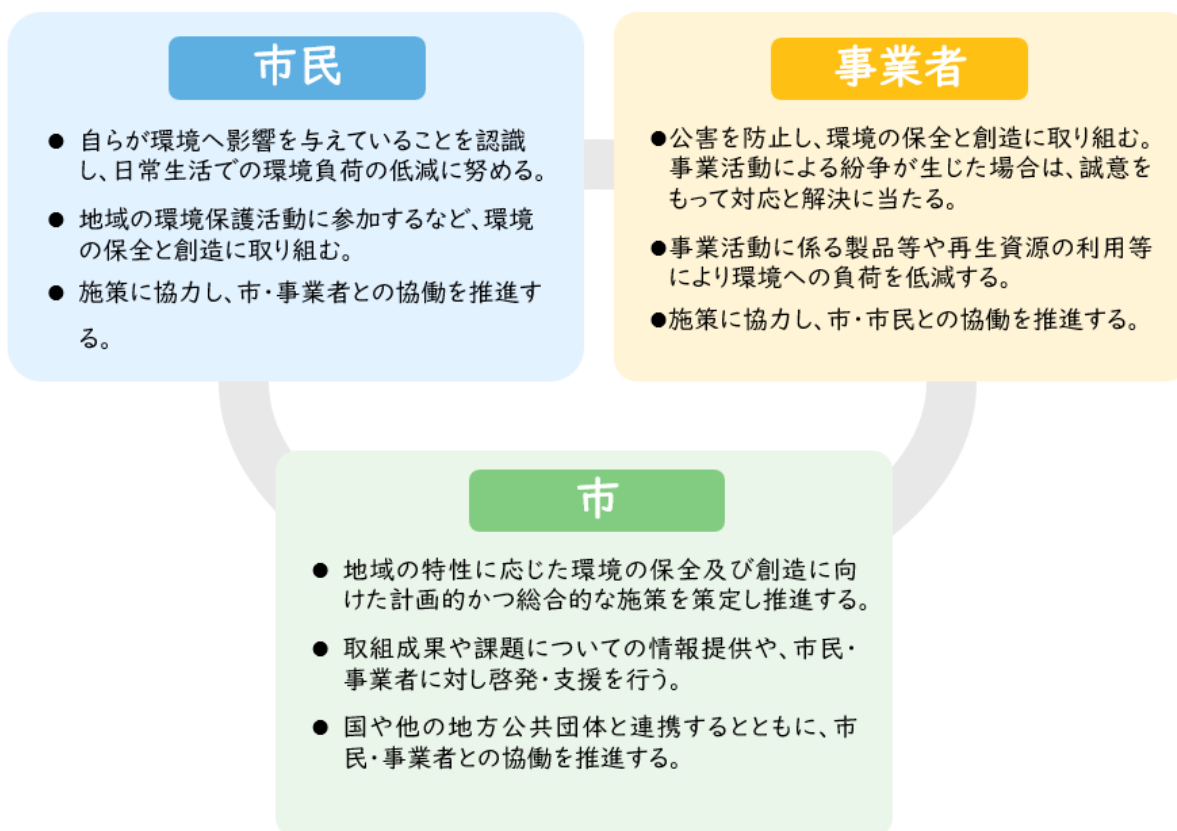 市民
● 自らが環境へ影響を与えていることを認識
し、日常生活での環境負荷の低減に努める。
● 地域の環境保護活動に参加するなど、環境
の保全と創造に取り組む。
● 施策に協力し、市・事業者との協働を推進す
る。
事業者
●公害を防止し、環境の保全と創造に取り組む。
事業活動による紛争が生じた場合は、誠意を
もって対応と解決に当たる。
●事業活動に係る製品等や再生資源の利用等
により環境への負荷を低減する。
●施策に協力し、市・市民との協働を推進する。
市
● 地域の特性に応じた環境の保全及び創造に向
けた計画的かつ総合的な施策を策定し推進する。
● 取組成果や課題についての情報提供や、市民・
事業者に対し啓発・支援を行う。
● 国や他の地方公共団体と連携するとともに、市
民・事業者との協働を推進する。